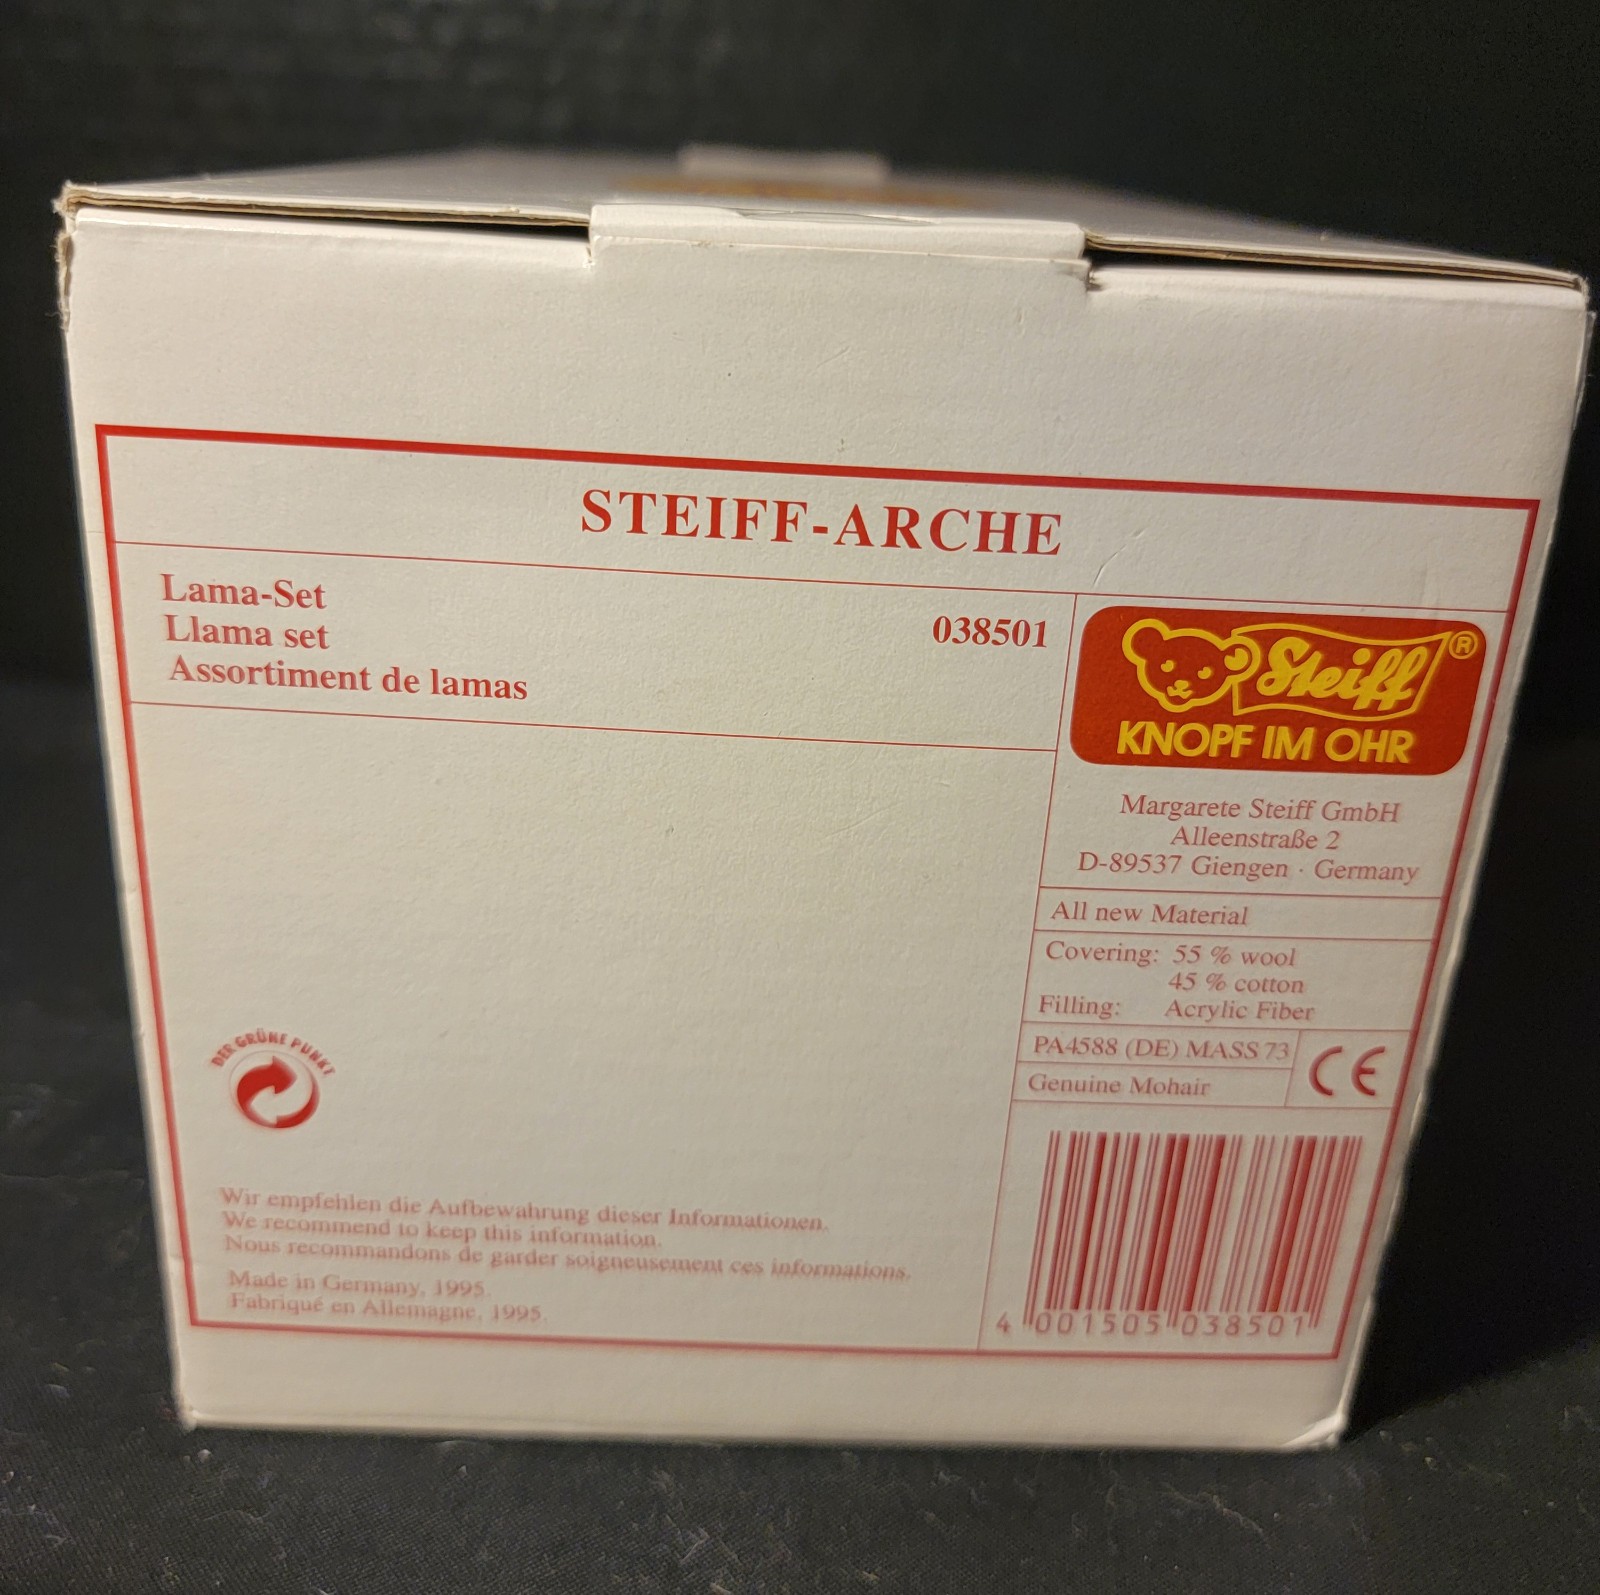 STEIFF-ARCHE
Lama-Set
Llama set
Assortiment de lamas
038501
Steiff ®
KNOPF IM OHR
Margarete Steiff GmbH
Alleenstraße 2
D-89537 Giengen · Germany
All new Material
Covering: 55 % wool
45 % cotton
Filling: Acrylic Fiber
PA4588 (DE) MASS 73
CE
Genuine Mohair
DER GRÜNE PUNKT
Wir empfehlen die Aufbewahrung dieser Informationen.
We recommend to keep this information.
Nous recommandons de garder soigneusement ces informations.
Made in Germany, 1995.
Fabriqué en Allemagne, 1995.
4 001505 038501